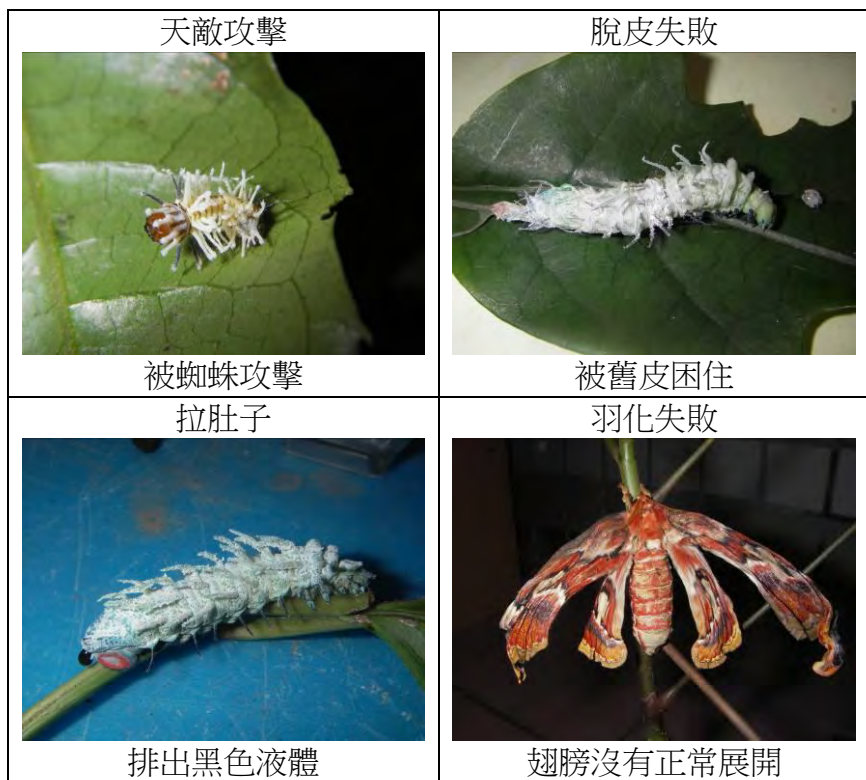 天敵攻擊
脫皮失敗
被蜘蛛攻擊
被舊皮困住
拉肚子
羽化失敗
排出黑色液體
翅膀沒有正常展開